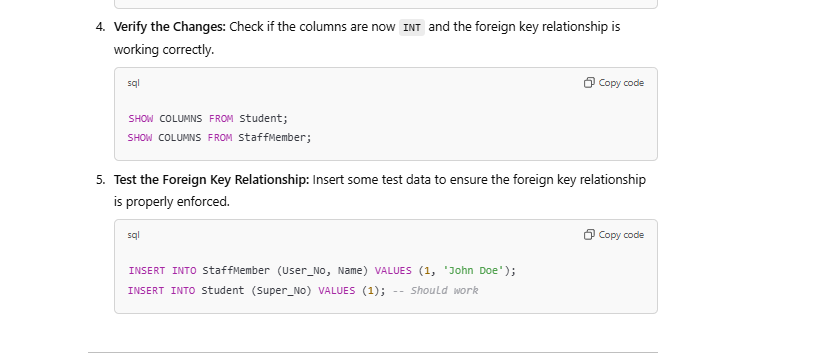 4. Verify the Changes: Check if the columns are now INT and the foreign key relationship is
working correctly.
sql
Copy code
SHOW COLUMNS FROM Student;
SHOW COLUMNS FROM StaffMember;
5. Test the Foreign Key Relationship: Insert some test data to ensure the foreign key relationship
is properly enforced.
sql
Copy code
INSERT INTO StaffMember (User_No, Name) VALUES (1, 'John Doe');
INSERT INTO Student (Super_No) VALUES (1); -- Should work